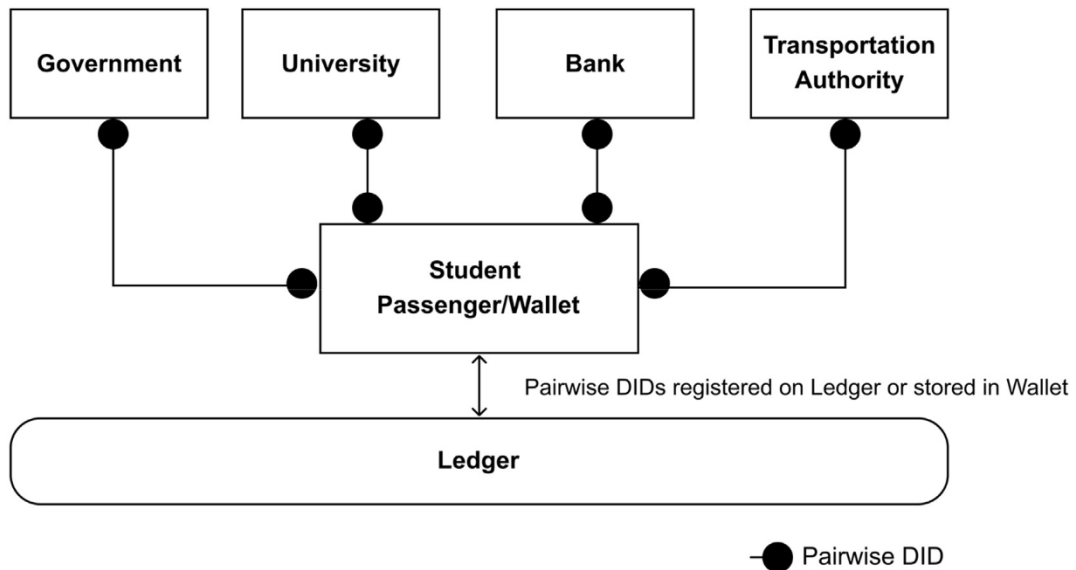 Government
University
Bank
Transportation
Authority
Student
Passenger/Wallet
Pairwise DIDs registered on Ledger or stored in Wallet
Ledger
Pairwise DID